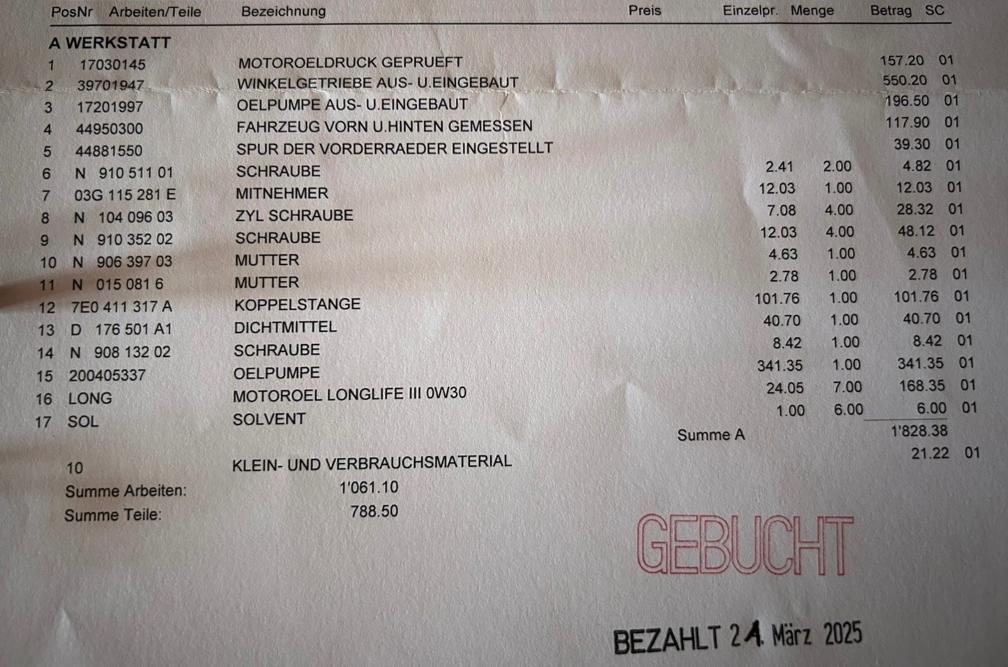 PosNr Arbeiten/Teile Bezeichnung Preis Einzelpr. Menge Betrag SC
A WERKSTATT
1 17030145 MOTOROELDRUCK GEPRUEFT 157.20 01
2 39701947 WINKELGETRIEBE AUS- U.EINGEBAUT 550.20 01
3 17201997 OELPUMPE AUS- U.EINGEBAUT 196.50 01
4 44950300 FAHRZEUG VORN U.HINTEN GEMESSEN 117.90 01
5 44881550 SPUR DER VORDERRAEDER EINGESTELLT 39.30 01
6 N 910 511 01 SCHRAUBE 2.41 2.00 4.82 01
7 03G 115 281 E MITNEHMER 12.03 1.00 12.03 01
8 N 104 096 03 ZYL SCHRAUBE 7.08 4.00 28.32 01
9 N 910 352 02 SCHRAUBE 12.03 4.00 48.12 01
10 N 906 397 03 MUTTER 4.63 1.00 4.63 01
11 N 015 081 6 MUTTER 2.78 1.00 2.78 01
12 7E0 411 317 A KOPPELSTANGE 101.76 1.00 101.76 01
13 D 176 501 A1 DICHTMITTEL 40.70 1.00 40.70 01
14 N 908 132 02 SCHRAUBE 8.42 1.00 8.42 01
15 200405337 OELPUMPE 341.35 1.00 341.35 01
16 LONG MOTOROEL LONGLIFE III 0W30 24.05 7.00 168.35 01
17 SOL SOLVENT 1.00 6.00 6.00 01
Summe A 1'828.38
10 KLEIN- UND VERBRAUCHSMATERIAL 21.22 01
Summe Arbeiten: 1'061.10
Summe Teile: 788.50
GEBUCHT
BEZAHLT 24. März 2025